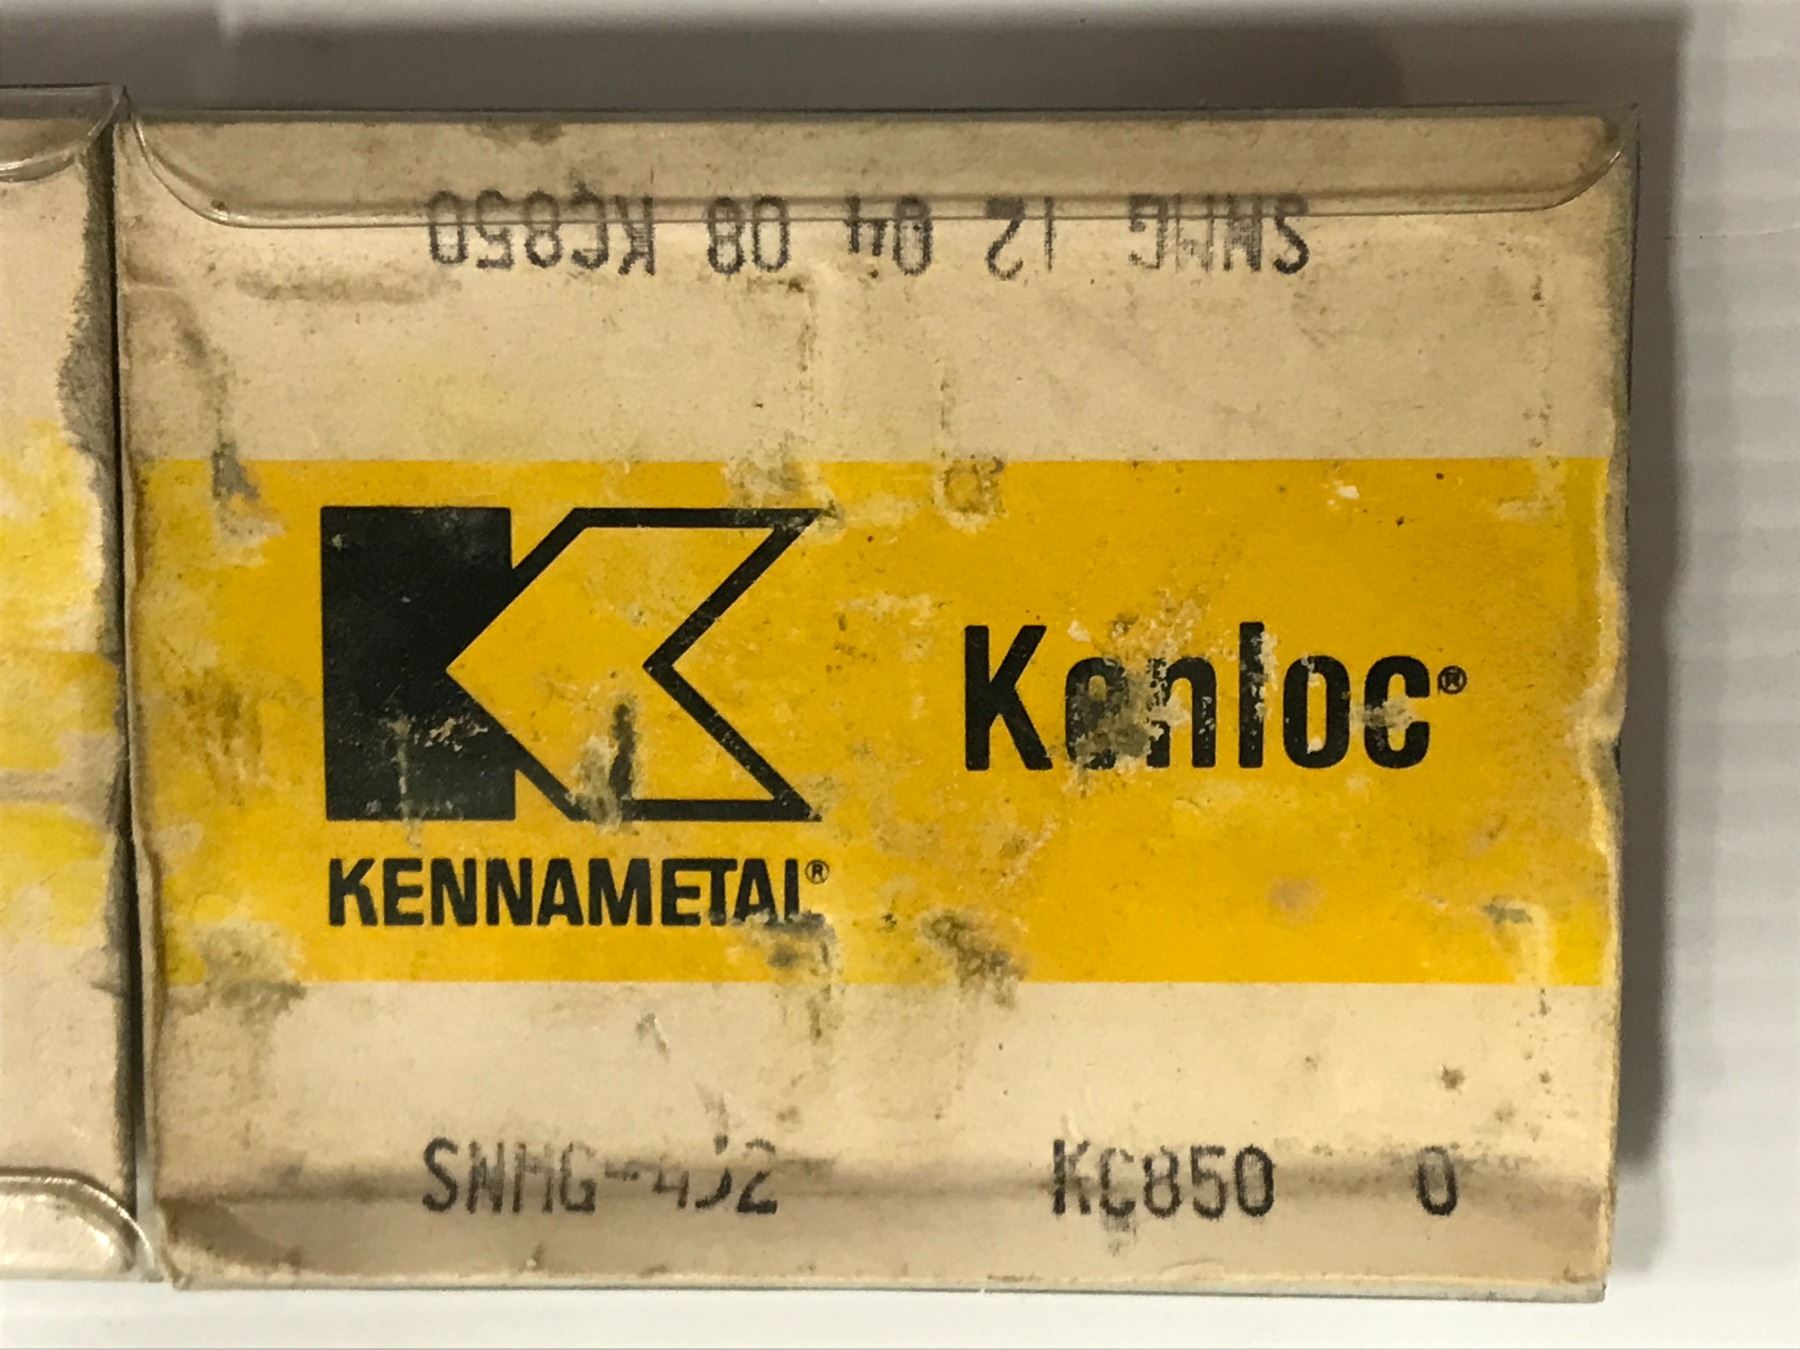 SNMG 12 04 08 KC850
Kenloc®
KENNAMETAL®
SNMG-432 KC850 0